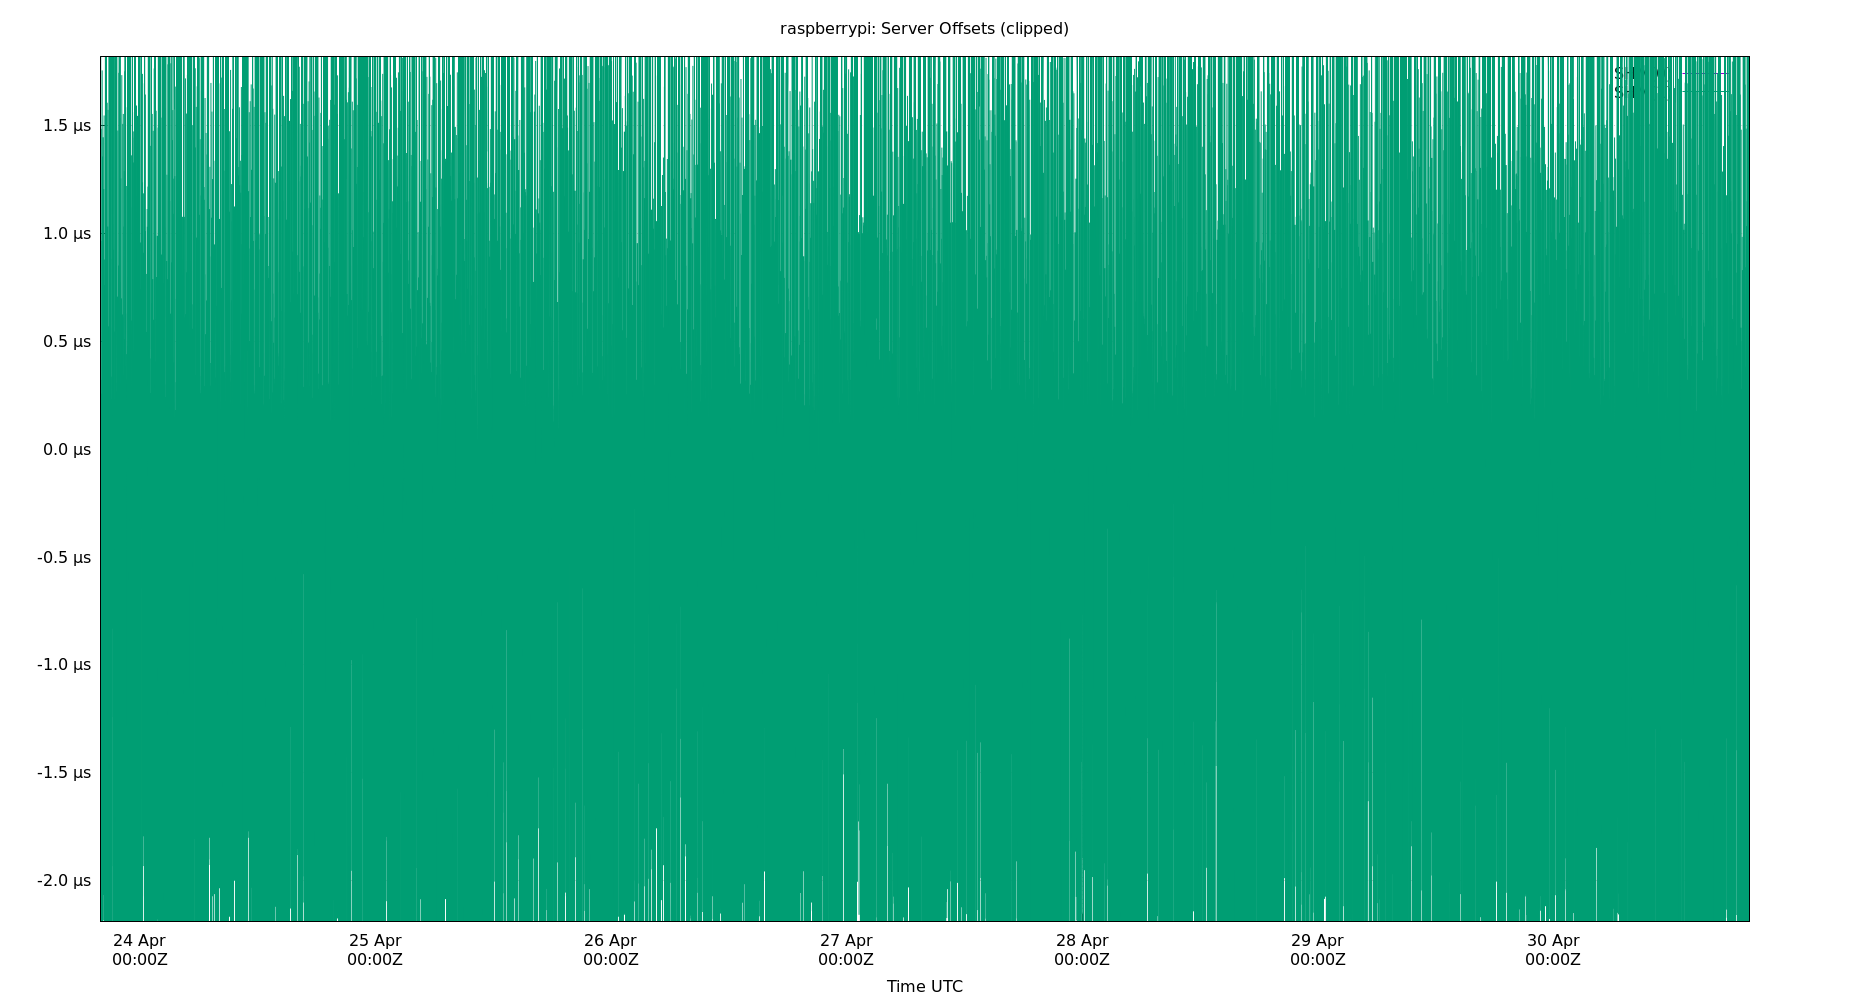 raspberrypi: Server Offsets (clipped)
1.5 µs
1.0 µs
0.5 µs
0.0 µs
-0.5 µs
-1.0 µs
-1.5 µs
-2.0 µs
24 Apr
00:00Z
25 Apr
00:00Z
26 Apr
00:00Z
27 Apr
00:00Z
28 Apr
00:00Z
29 Apr
00:00Z
30 Apr
00:00Z
Time UTC